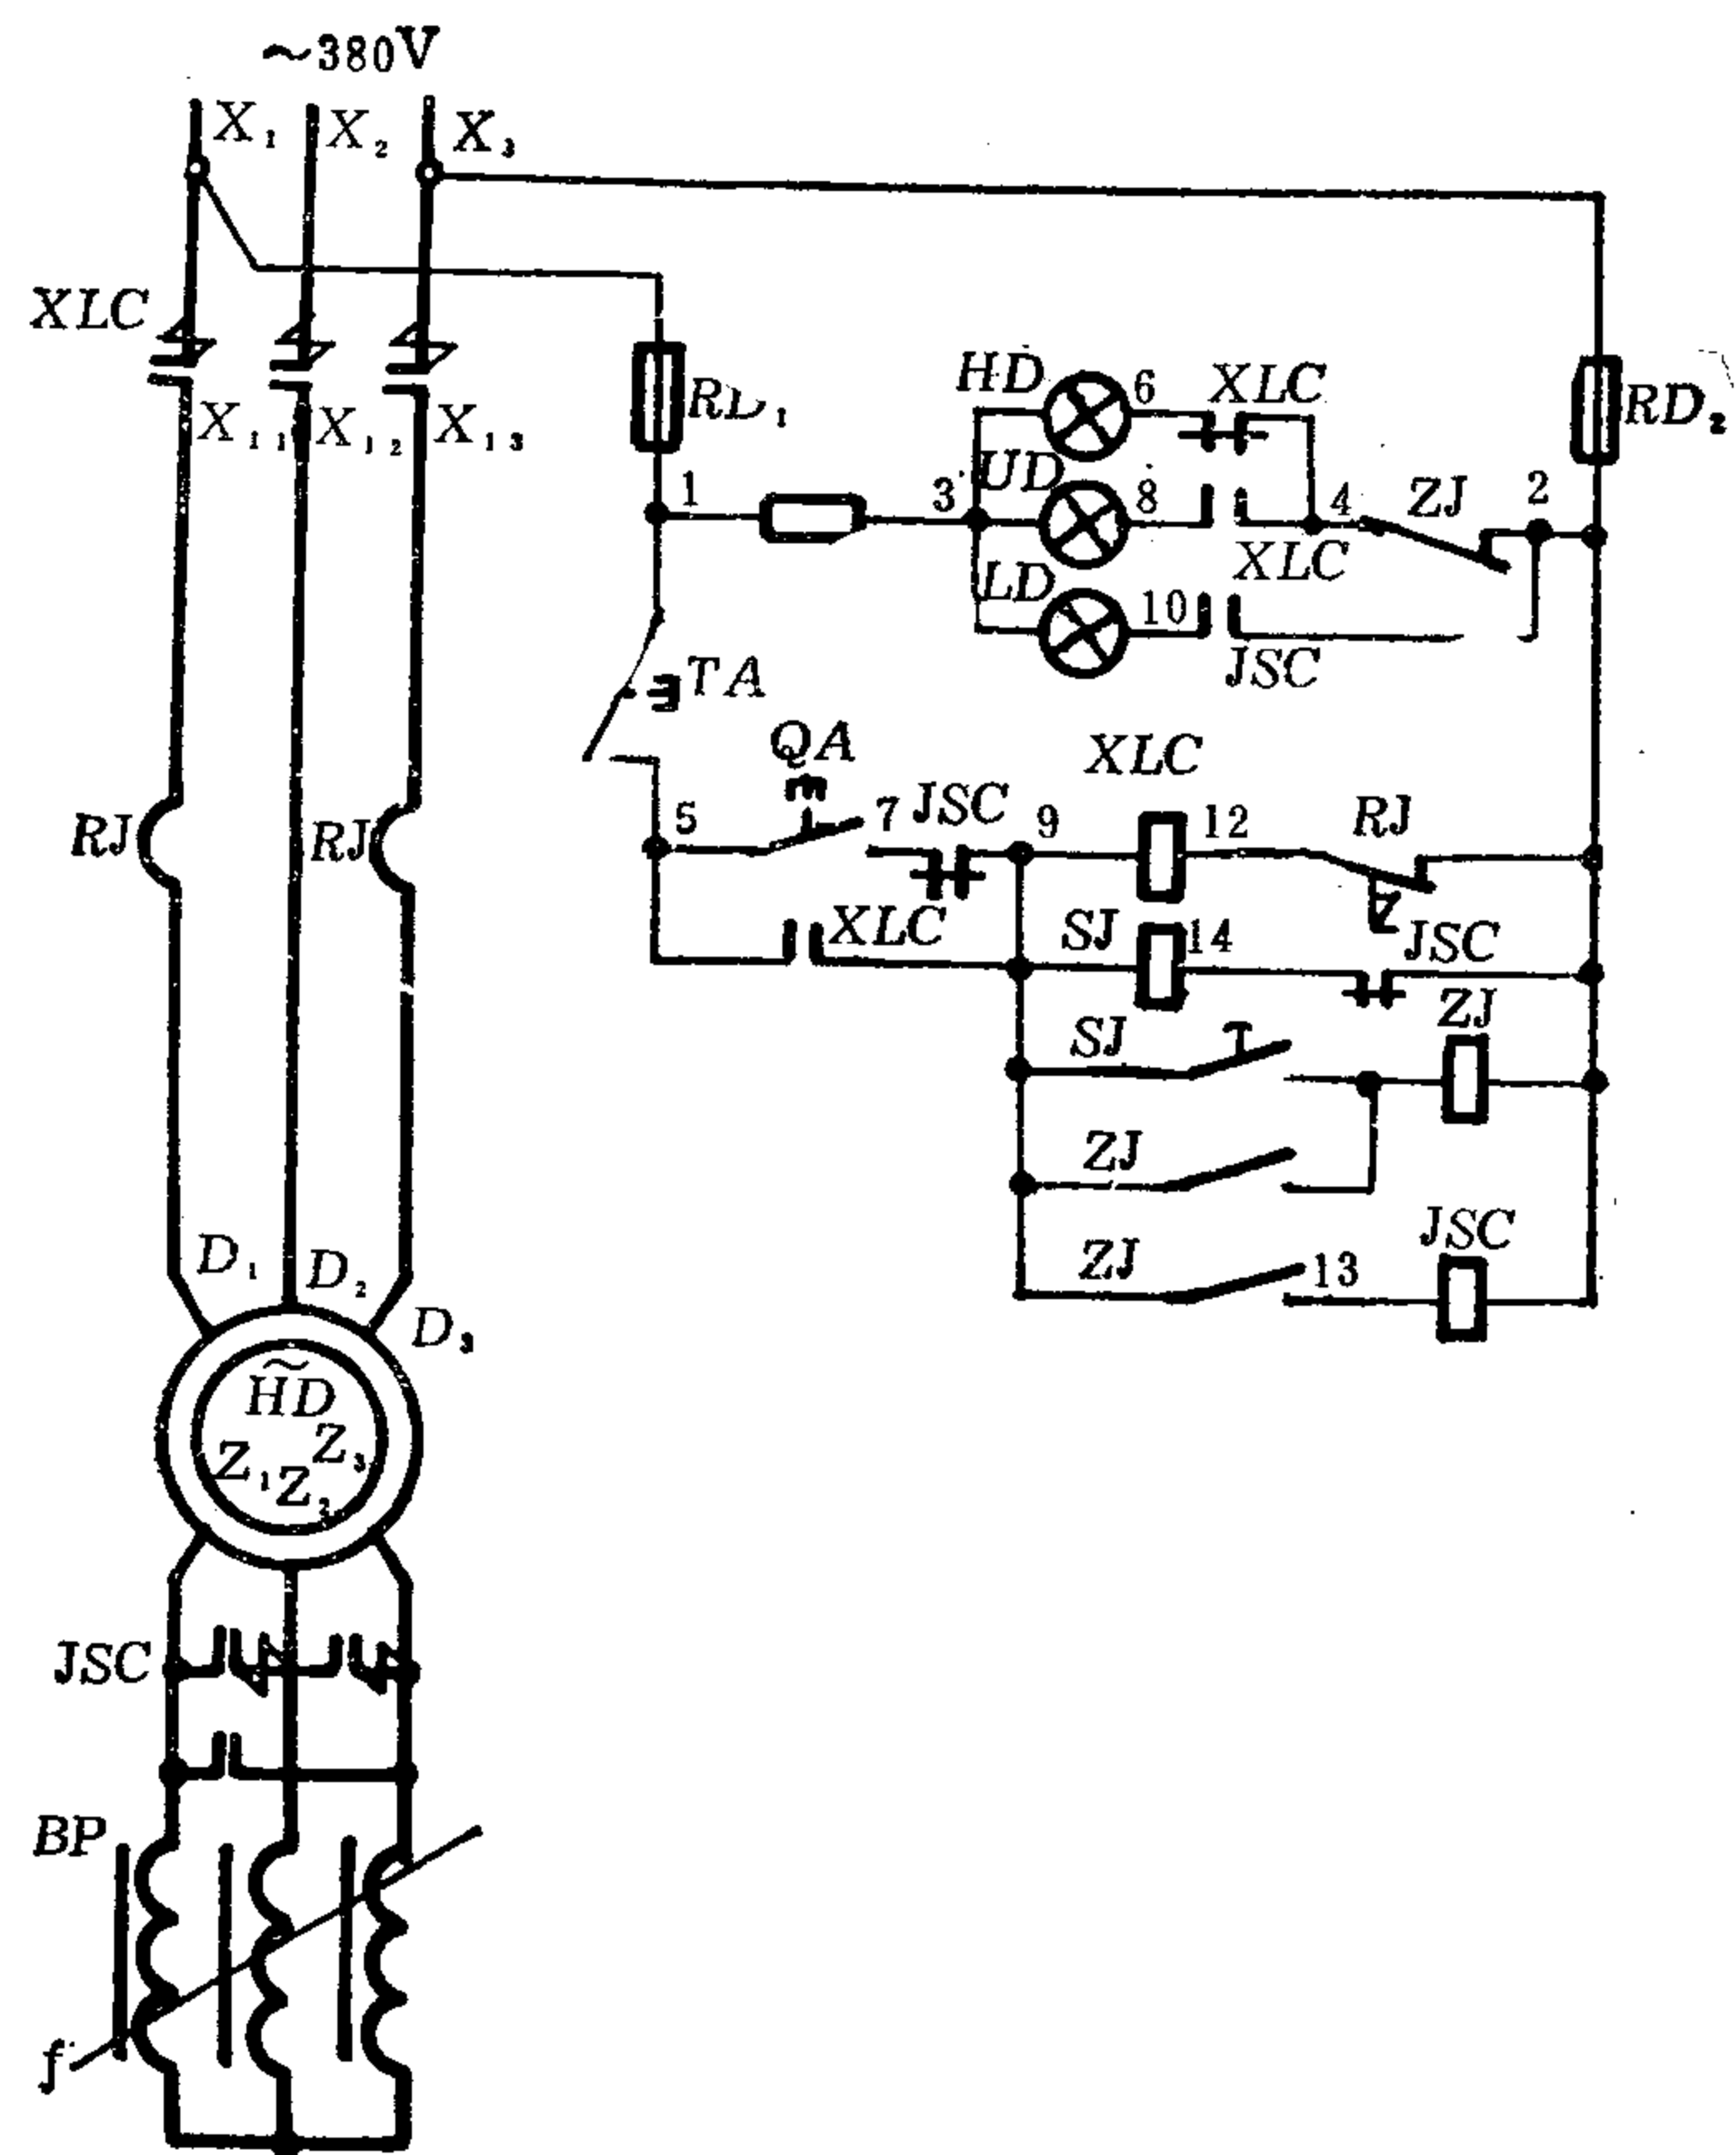 ~380V
X₁ X₂ X₃
XLC
X₁₁ X₁₂ X₁₃
RD₁
HD 6 XLC
RD₂
1 3 UD 8 4 ZJ 2
XLC
LD 10
JSC
TA
QA
XLC
5 7 JSC 9 12 RJ
RJ RJ
XLC SJ 14 JSC
SJ ZJ
ZJ
ZJ 13 JSC
D₁ D₂ D₃
~
HD
Z₁ Z₂ Z₃
JSC
BP
f